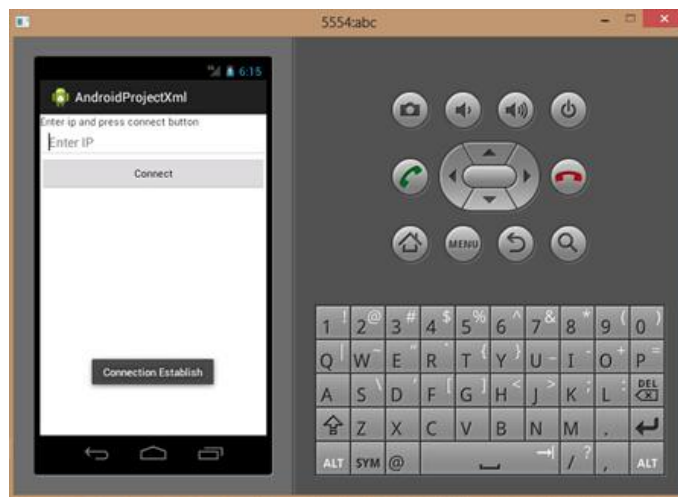 5554:abc
6:15
AndroidProjectXml
Enter ip and press connect button
Enter IP
Connect
Connection Establish
MENU
1 ! 2 @ 3 # 4 $ 5 % 6 ^ 7 & 8 * 9 ( 0 )
Q | W ~ E " R ` T { Y } U - I O + P =
A S \ D ' F [ G ] H < J > K ; L : DEL
Z X C V B N M .
ALT SYM @ / ? , ALT